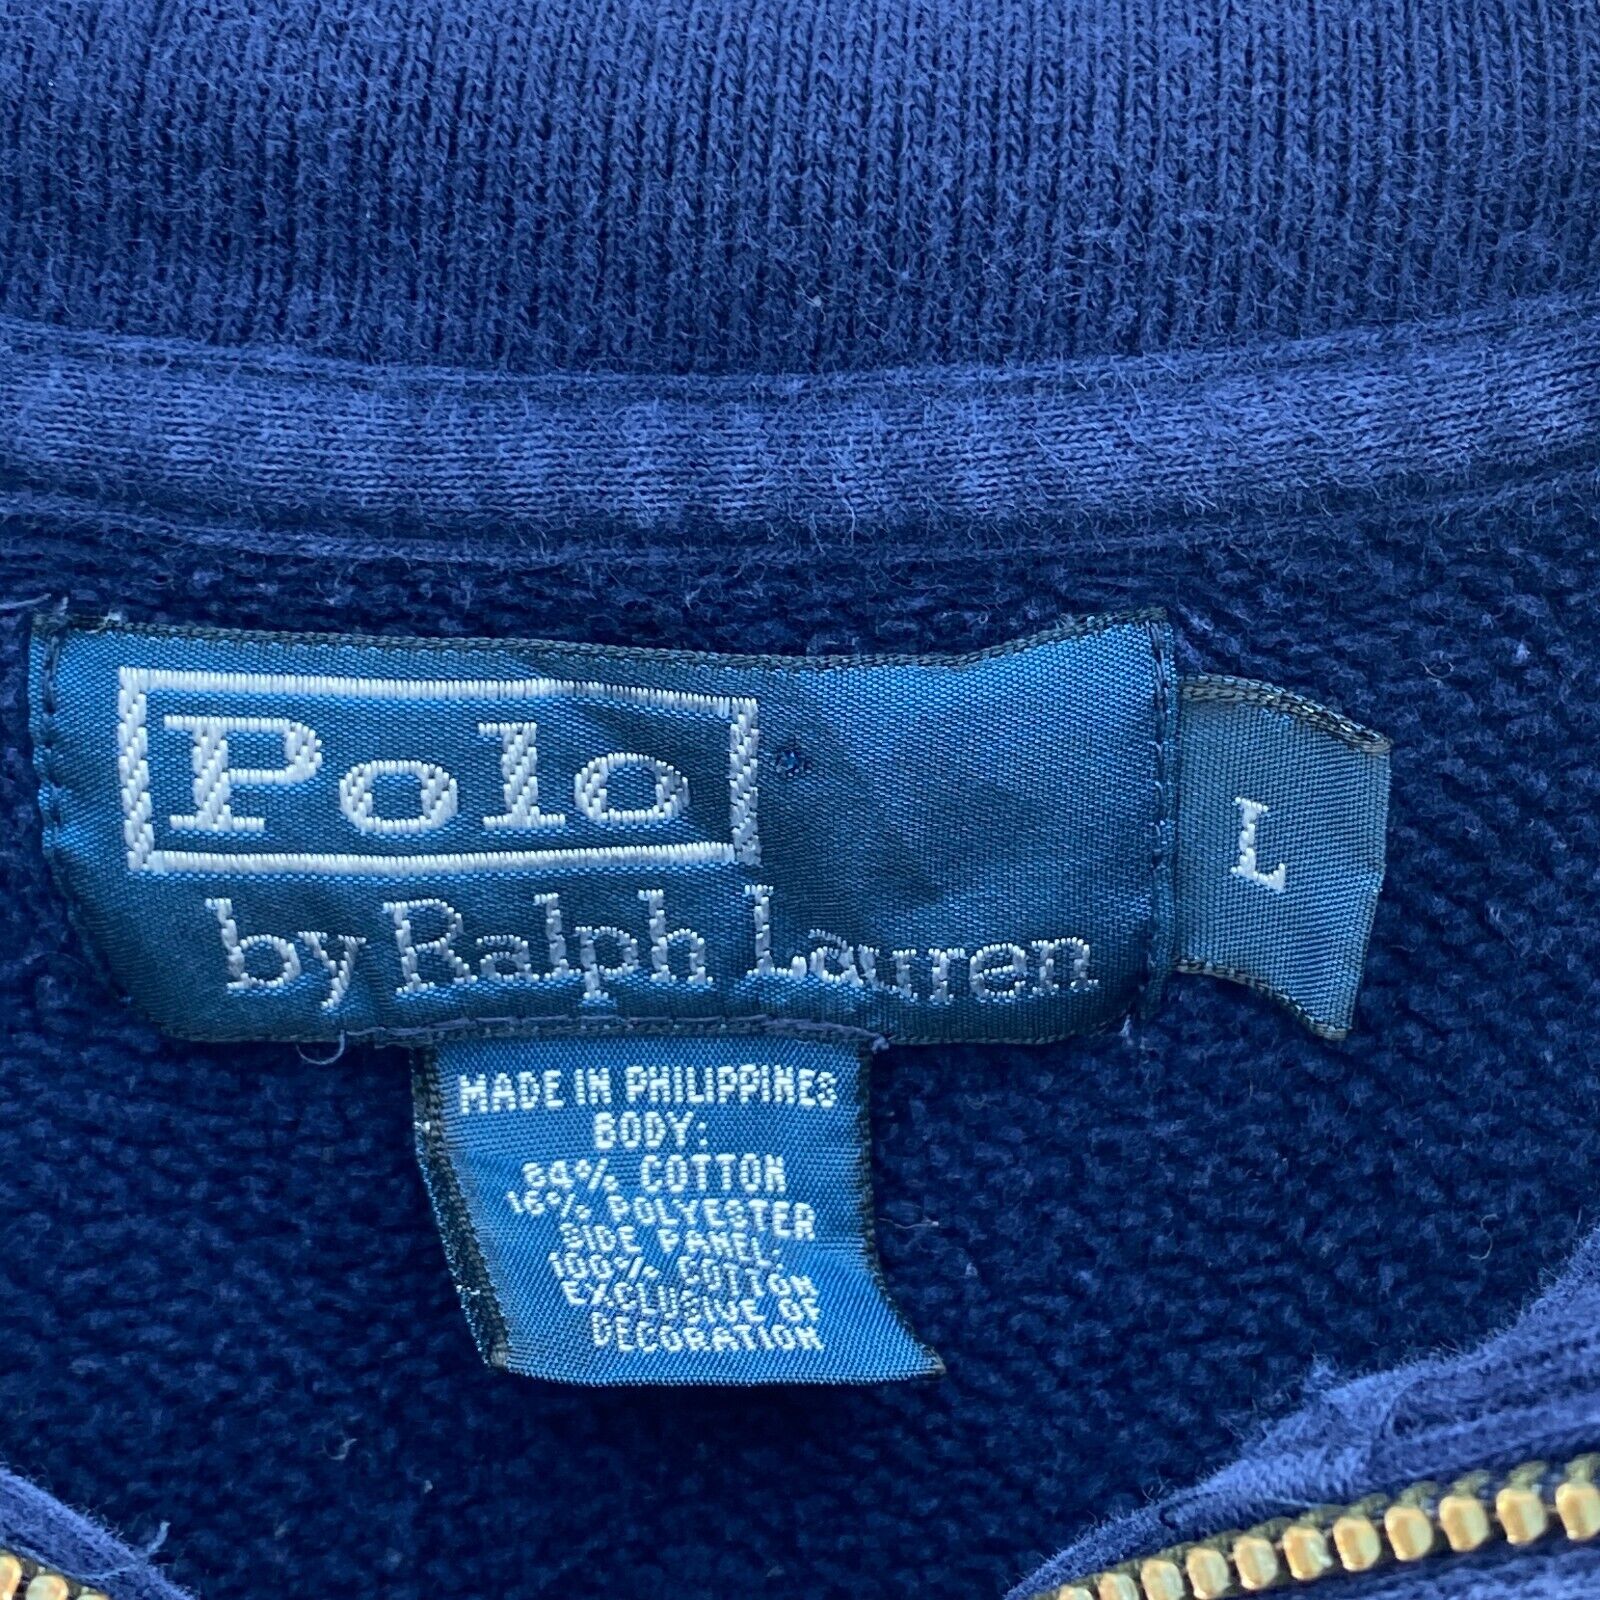 Polo
by Ralph Lauren
L
MADE IN PHILIPPINES
BODY:
84% COTTON
16% POLYESTER
SIDE PANEL:
100% COTTON
EXCLUSIVE OF
DECORATION